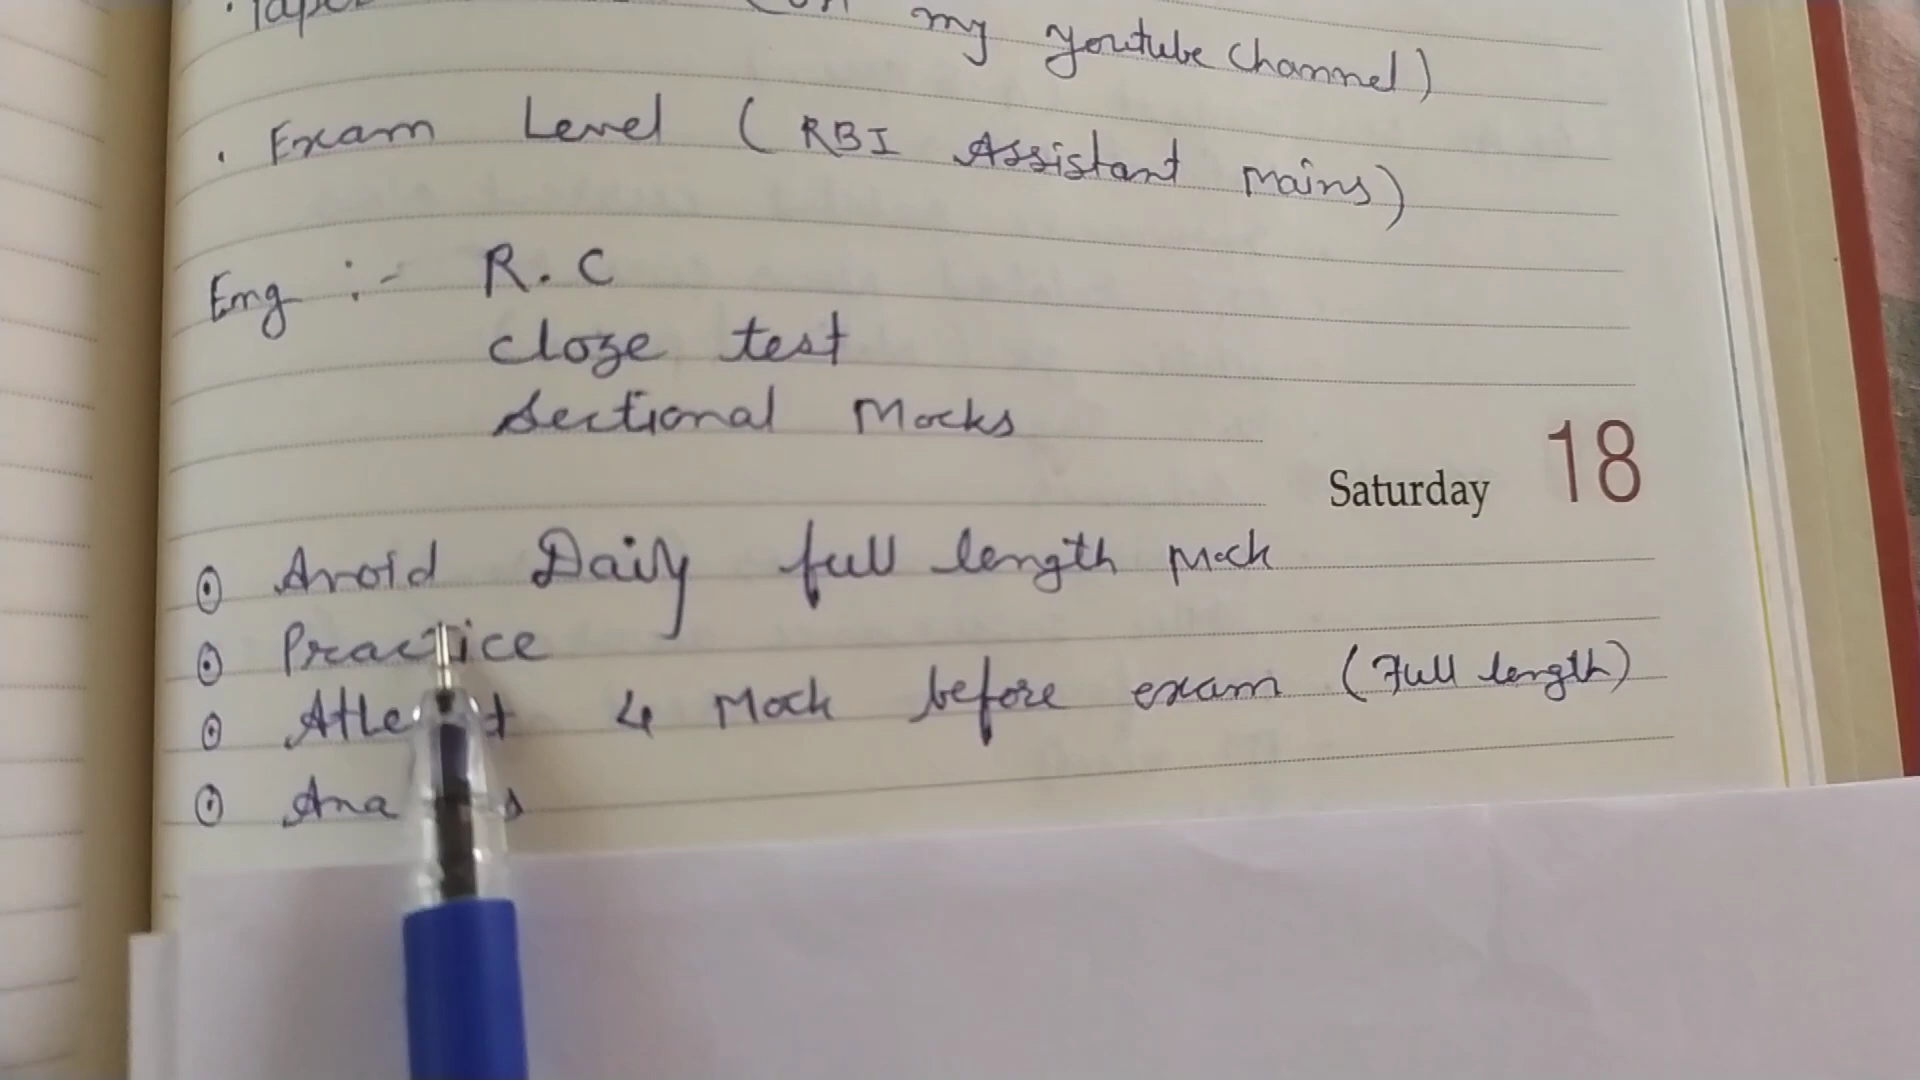 my youtube channel)
· Exam Level (RBI Assistant Mains)
Eng :- R.C
cloze test
Sectional Mocks
Saturday 18
Avoid Daily full length Mock
Practice
4 Mock before exam (Full length)